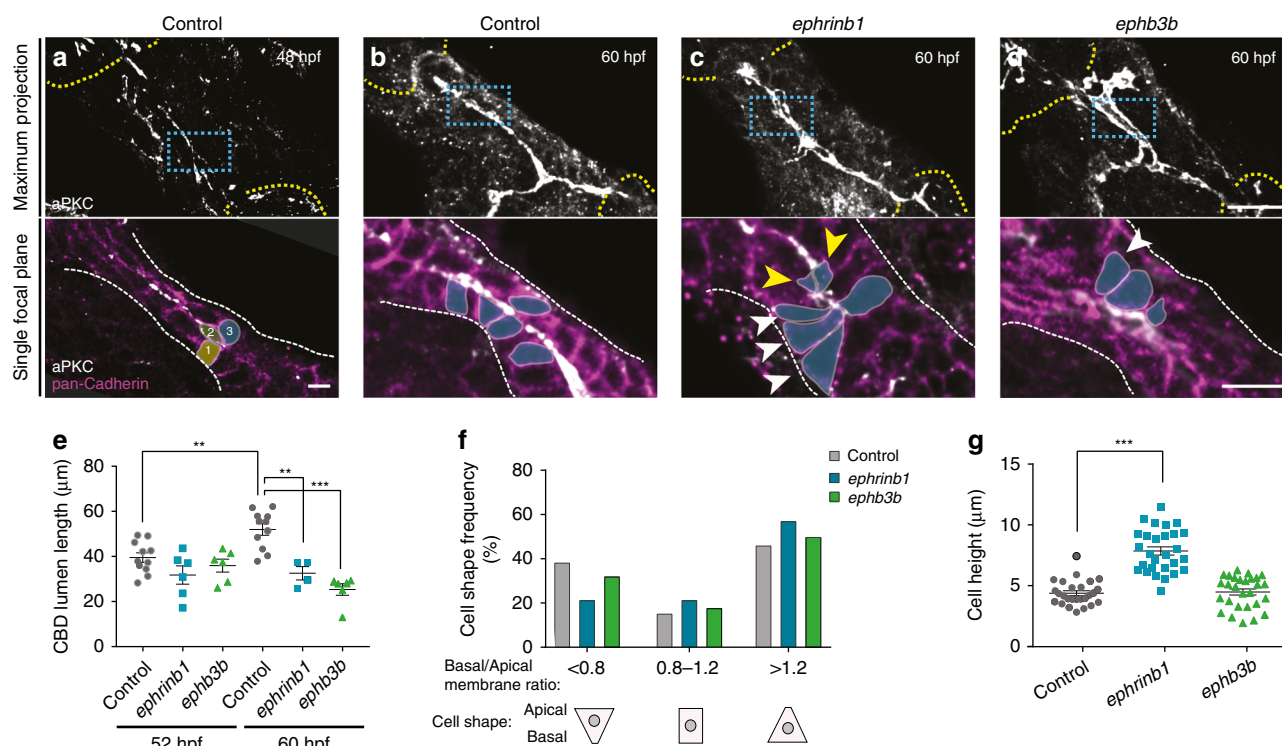 Control Control ephrinb1 ephb3b
Maximum projection
a 48 hpf
aPKC
b 60 hpf
c 60 hpf
d 60 hpf
Single focal plane
1 2 3
aPKC
pan-Cadherin
e
CBD lumen length (μm)
80
60
40
20
0
** ** ***
Control ephrinb1 ephb3b Control ephrinb1 ephb3b
52 hpf 60 hpf
f
Cell shape frequency
(%)
80
40
0
Control
ephrinb1
ephb3b
Basal/Apical
membrane ratio:
<0.8 0.8–1.2 >1.2
Cell shape: Apical
Basal
g
Cell height (μm)
15
10
5
0
***
Control ephrinb1 ephb3b